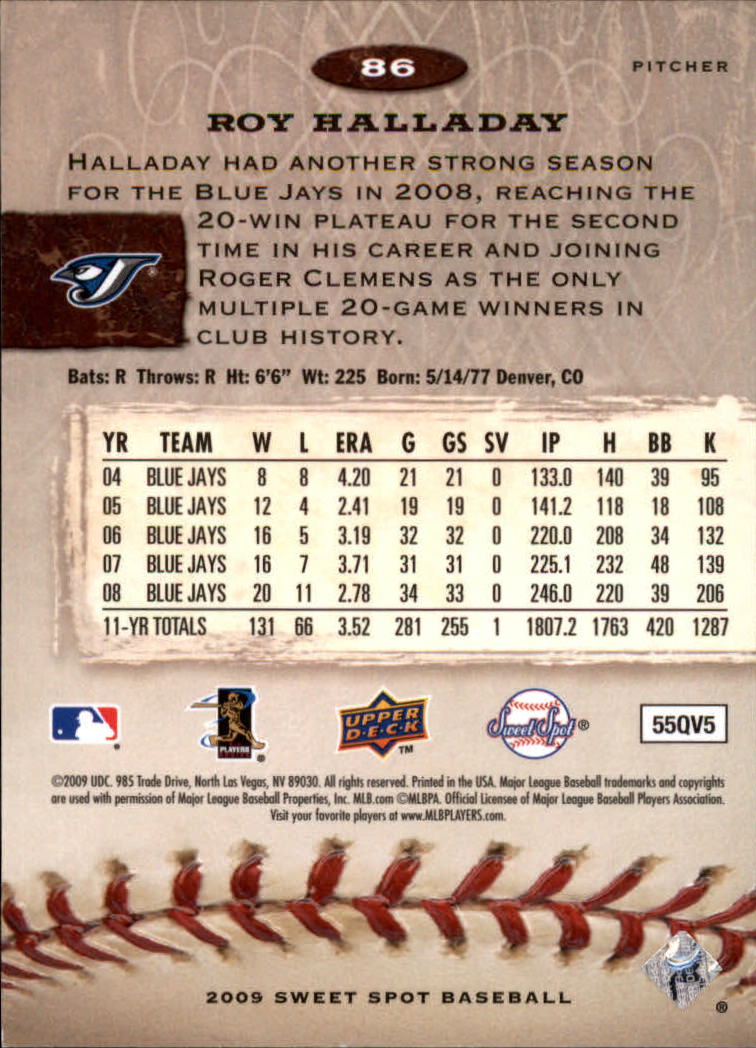 86
PITCHER
ROY HALLADAY
HALLADAY HAD ANOTHER STRONG SEASON
FOR THE BLUE JAYS IN 2008, REACHING THE
20-WIN PLATEAU FOR THE SECOND
TIME IN HIS CAREER AND JOINING
ROGER CLEMENS AS THE ONLY
MULTIPLE 20-GAME WINNERS IN
CLUB HISTORY.
J ®
Bats: R Throws: R Ht: 6'6" Wt: 225 Born: 5/14/77 Denver, CO
YR TEAM W L ERA G GS SV IP H BB K
04 BLUE JAYS 8 8 4.20 21 21 0 133.0 140 39 95
05 BLUE JAYS 12 4 2.41 19 19 0 141.2 118 18 108
06 BLUE JAYS 16 5 3.19 32 32 0 220.0 208 34 132
07 BLUE JAYS 16 7 3.71 31 31 0 225.1 232 48 139
08 BLUE JAYS 20 11 2.78 34 33 0 246.0 220 39 206
11-YR TOTALS 131 66 3.52 281 255 1 1807.2 1763 420 1287
PLAYERS ®
UPPER
D·E·C·K
TM
Sweet Spot ®
55QV5
©2009 UDC. 985 Trade Drive, North Las Vegas, NV 89030. All rights reserved. Printed in the USA. Major League Baseball trademarks and copyrights
are used with permission of Major League Baseball Properties, Inc. MLB.com ©MLBPA. Official Licensee of Major League Baseball Players Association.
Visit your favorite players at www.MLBPLAYERS.com.
2009 SWEET SPOT BASEBALL
®